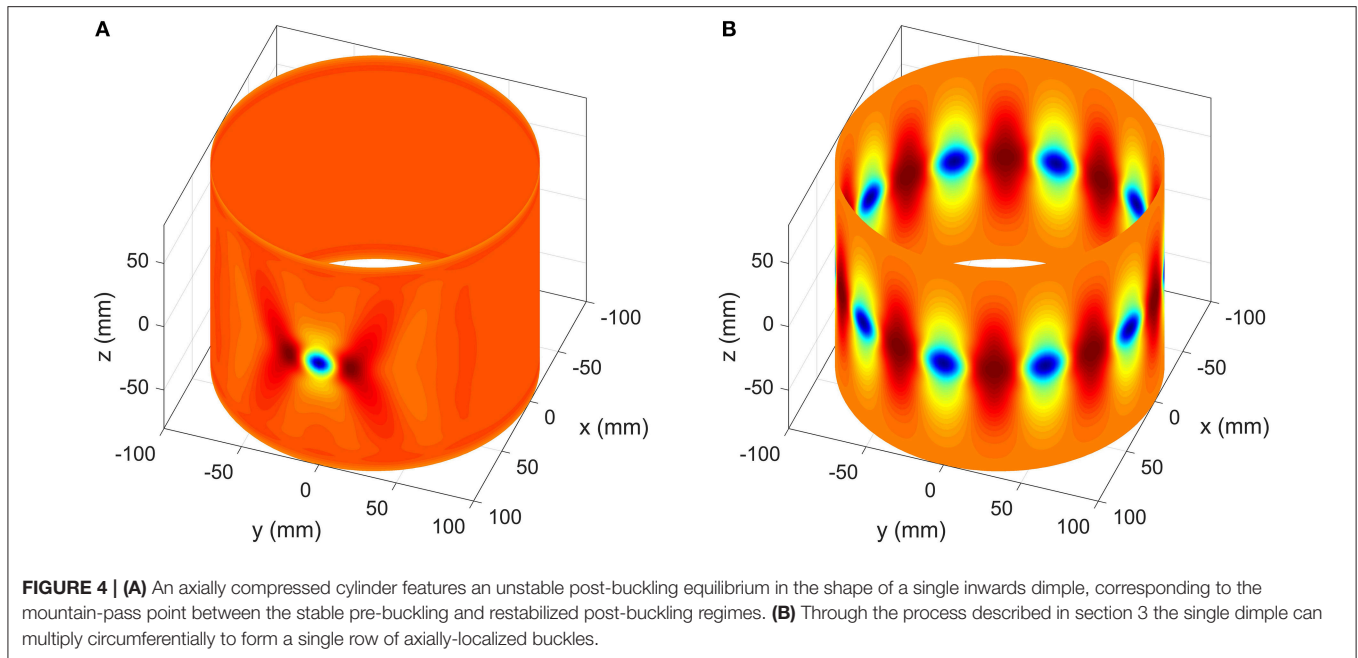 A
B
50
0
-50
z (mm)
-100
-50
0
50
100
y (mm)
-100
-50
0
50
100
x (mm)
50
0
-50
z (mm)
-100
-50
0
50
100
y (mm)
-100
-50
0
50
100
x (mm)
FIGURE 4 | (A) An axially compressed cylinder features an unstable post-buckling equilibrium in the shape of a single inwards dimple, corresponding to the
mountain-pass point between the stable pre-buckling and restabilized post-buckling regimes. (B) Through the process described in section 3 the single dimple can
multiply circumferentially to form a single row of axially-localized buckles.